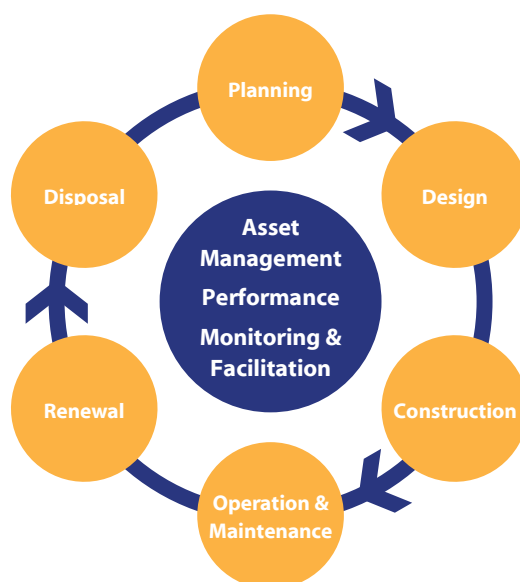 Planning
Design
Construction
Operation &
Maintenance
Renewal
Disposal
Asset
Management
Performance
Monitoring &
Facilitation